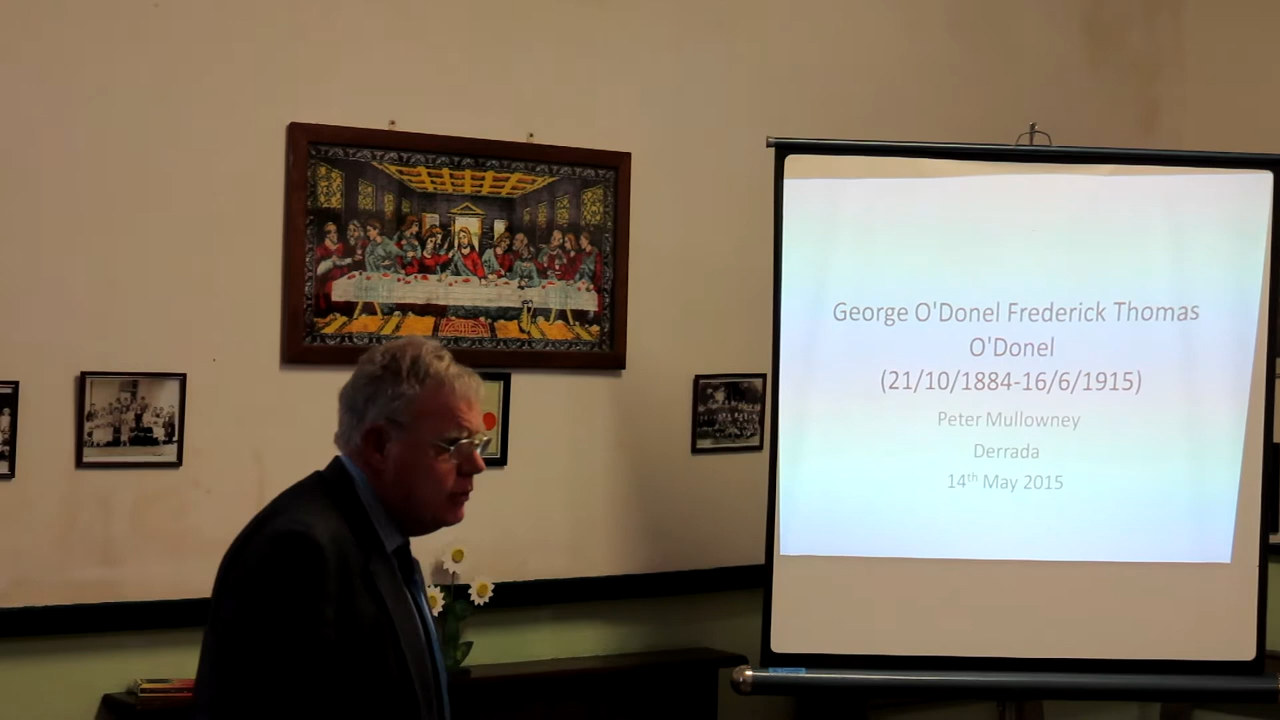 George O'Donel Frederick Thomas
O'Donel
(21/10/1884-16/6/1915)
Peter Mullowney
Derrada
14th May 2015